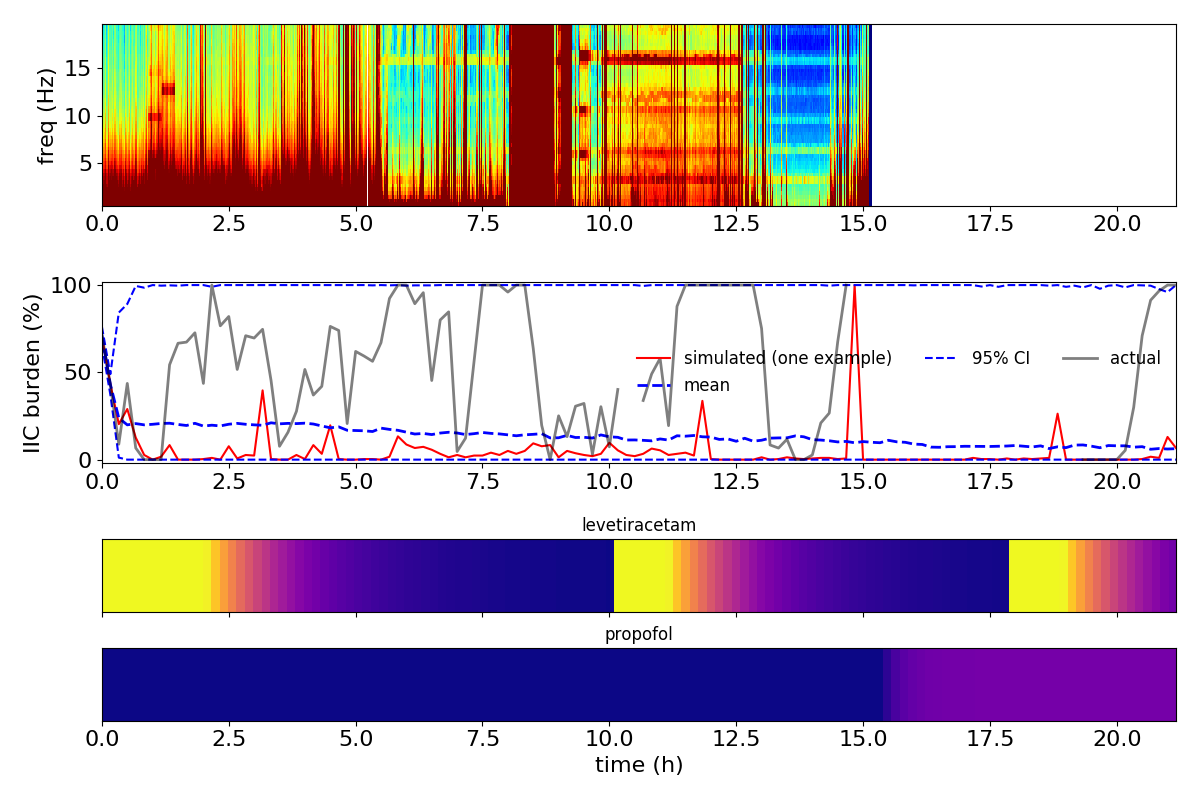 freq (Hz)
15
10
5
0.0 2.5 5.0 7.5 10.0 12.5 15.0 17.5 20.0
IIC burden (%)
100
50
0
simulated (one example) 95% CI actual
mean
0.0 2.5 5.0 7.5 10.0 12.5 15.0 17.5 20.0
levetiracetam
propofol
0.0 2.5 5.0 7.5 10.0 12.5 15.0 17.5 20.0
time (h)